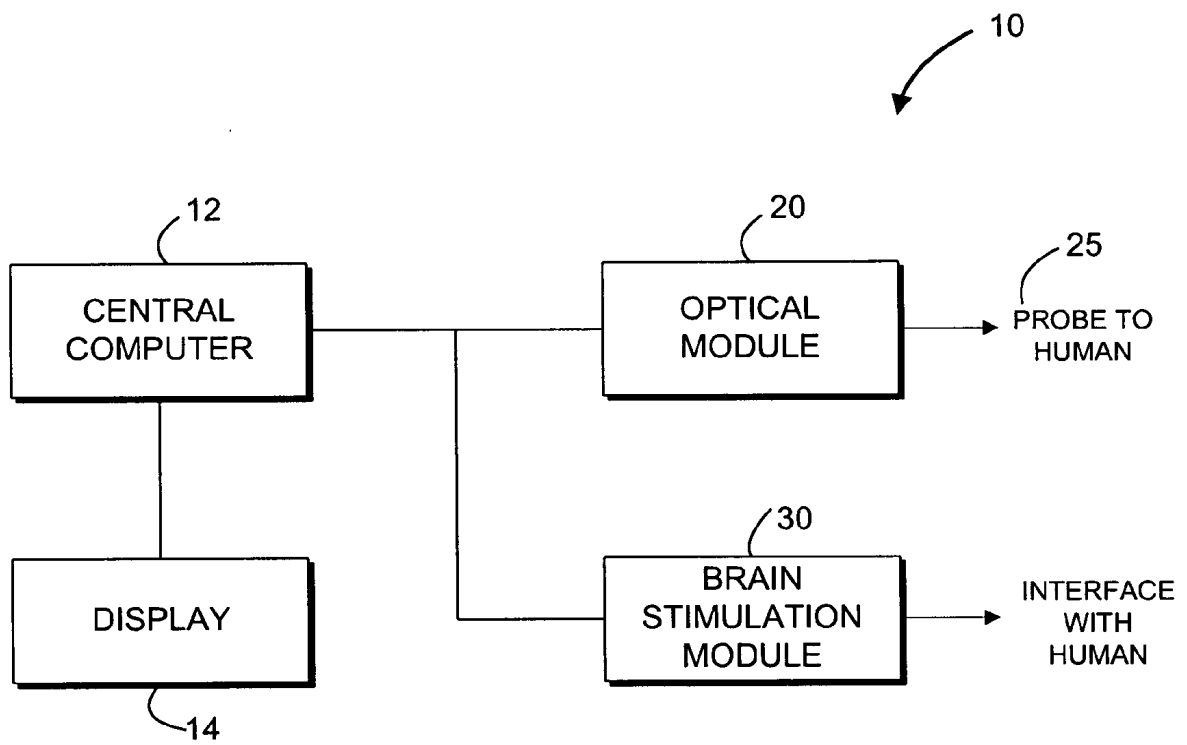 10
12
20
25
CENTRAL
COMPUTER
OPTICAL
MODULE
PROBE TO
HUMAN
30
DISPLAY
BRAIN
STIMULATION
MODULE
INTERFACE
WITH
HUMAN
14